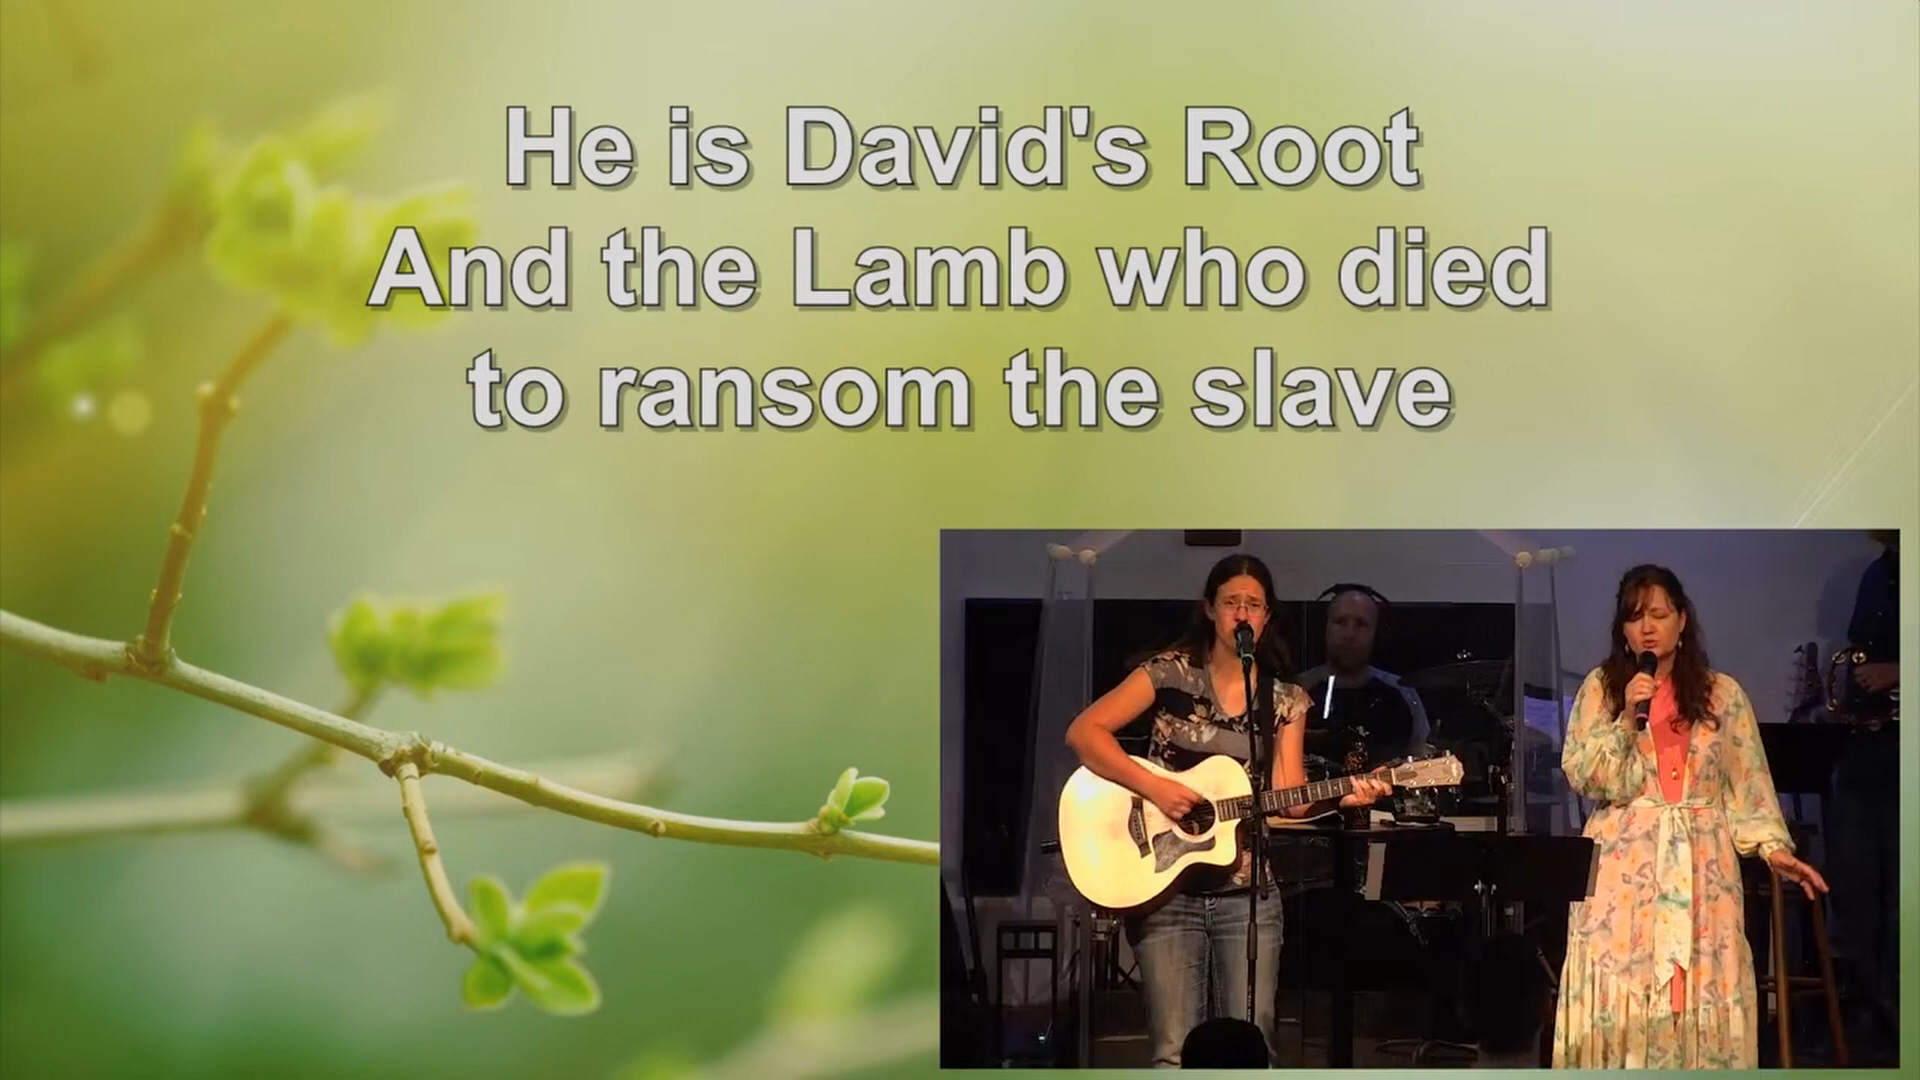 He is David's Root
And the Lamb who died
to ransom the slave